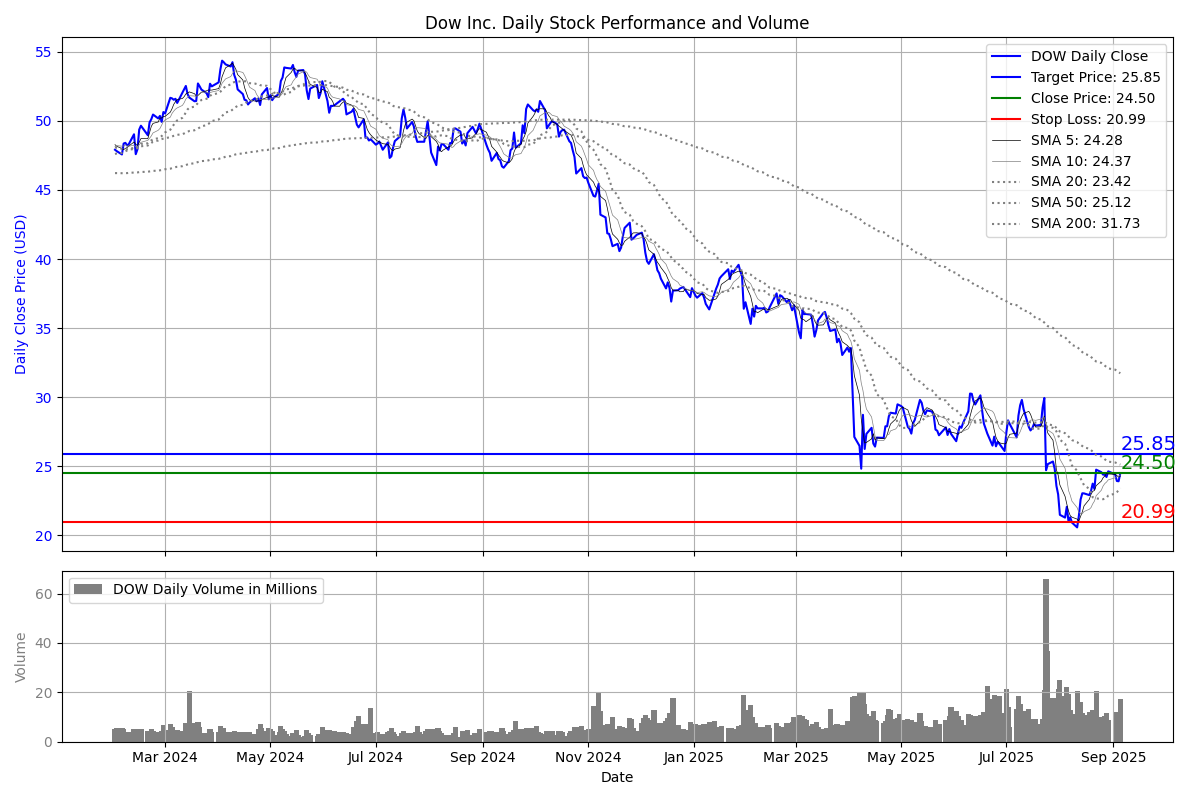 Dow Inc. Daily Stock Performance and Volume
Daily Close Price (USD)
55
50
45
40
35
30
25
20
DOW Daily Close
Target Price: 25.85
Close Price: 24.50
Stop Loss: 20.99
SMA 5: 24.28
SMA 10: 24.37
SMA 20: 23.42
SMA 50: 25.12
SMA 200: 31.73
25.85
24.50
20.99
Volume
60
40
20
0
DOW Daily Volume in Millions
Mar 2024 May 2024 Jul 2024 Sep 2024 Nov 2024 Jan 2025 Mar 2025 May 2025 Jul 2025 Sep 2025
Date